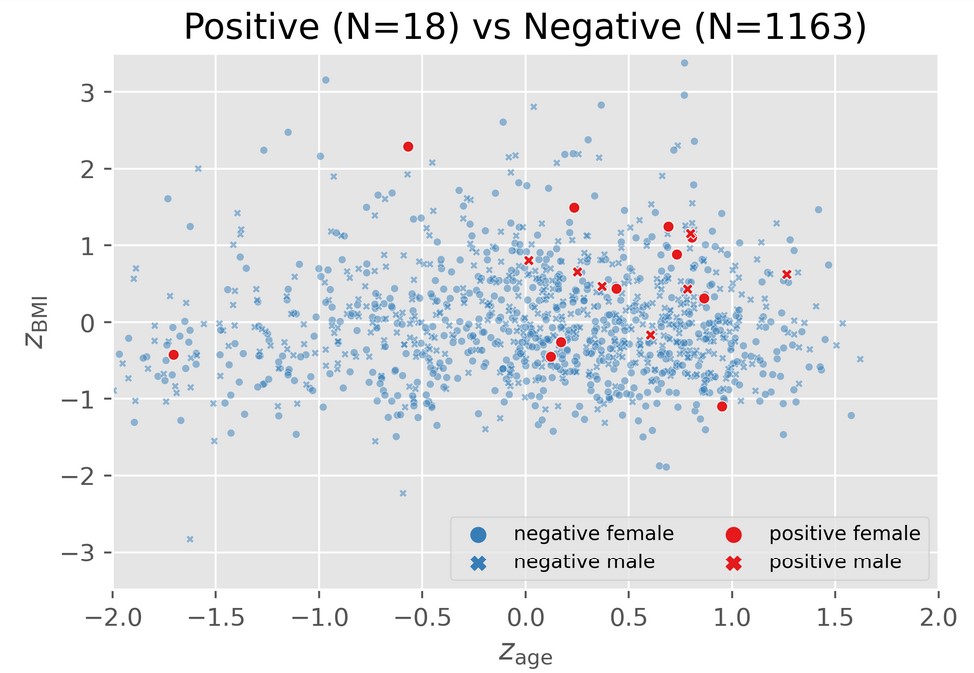 Positive (N=18) vs Negative (N=1163)
3
2
1
0
−1
−2
−3
zBMI
negative female
positive female
negative male
positive male
−2.0 −1.5 −1.0 −0.5 0.0 0.5 1.0 1.5 2.0
zage